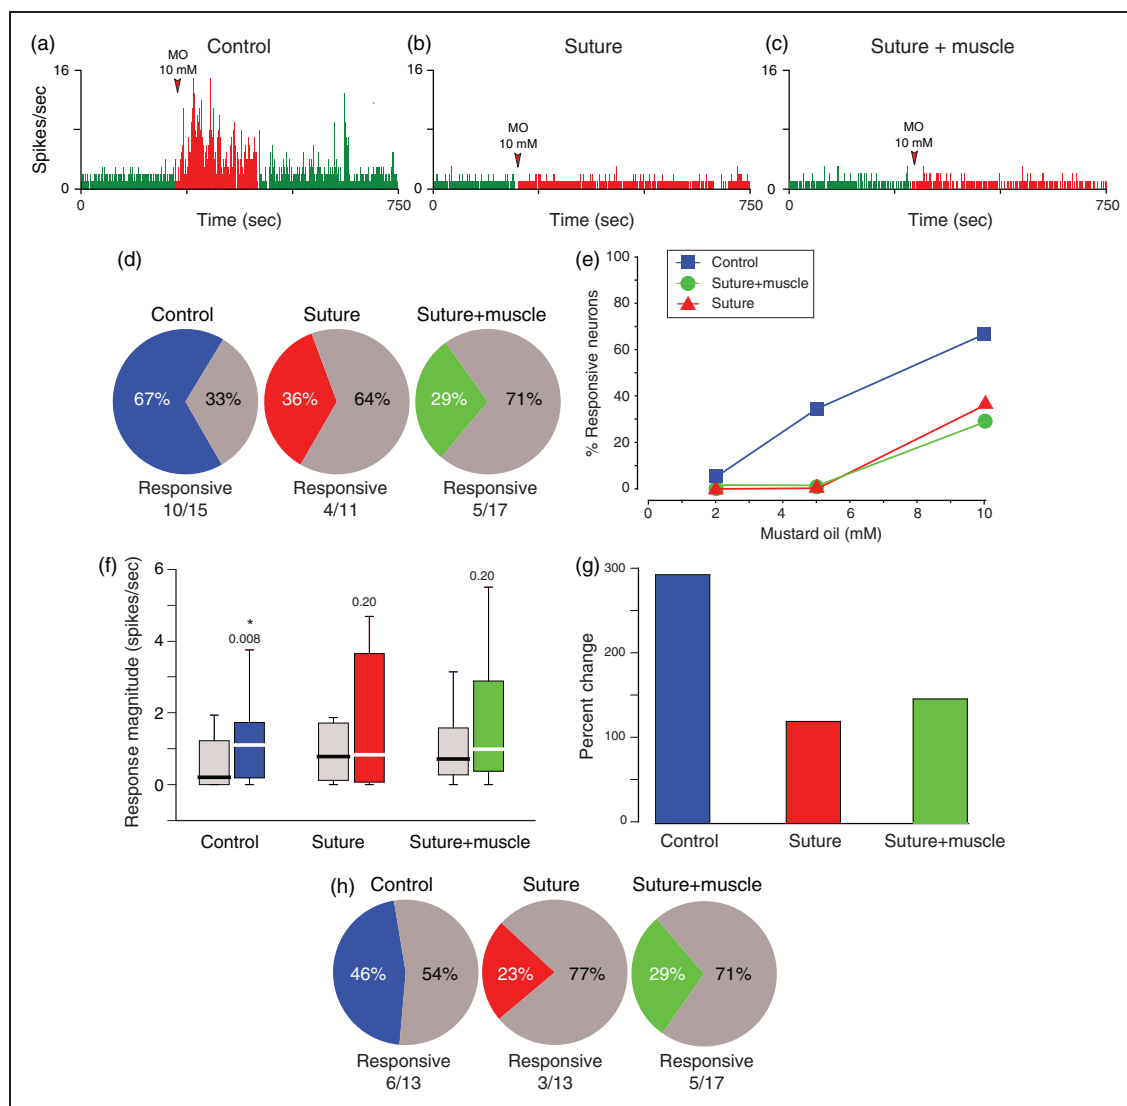 (a)
Control
(b)
Suture
(c)
Suture + muscle
16
MO
10 mM
Spikes/sec
0
0
750
Time (sec)
16
MO
10 mM
0
0
750
Time (sec)
16
MO
10 mM
0
0
750
Time (sec)
(d)
Control
67%
33%
Responsive
10/15
Suture
36%
64%
Responsive
4/11
Suture+muscle
29%
71%
Responsive
5/17
(e)
Control
Suture+muscle
Suture
% Responsive neurons
100
80
60
40
20
0
0
2
4
6
8
10
Mustard oil (mM)
(f)
Response magnitude (spikes/sec)
6
4
2
0
*
0.008
0.20
0.20
Control
Suture
Suture+muscle
(g)
Percent change
300
200
100
0
Control
Suture
Suture+muscle
(h)
Control
46%
54%
Responsive
6/13
Suture
23%
77%
Responsive
3/13
Suture+muscle
29%
71%
Responsive
5/17